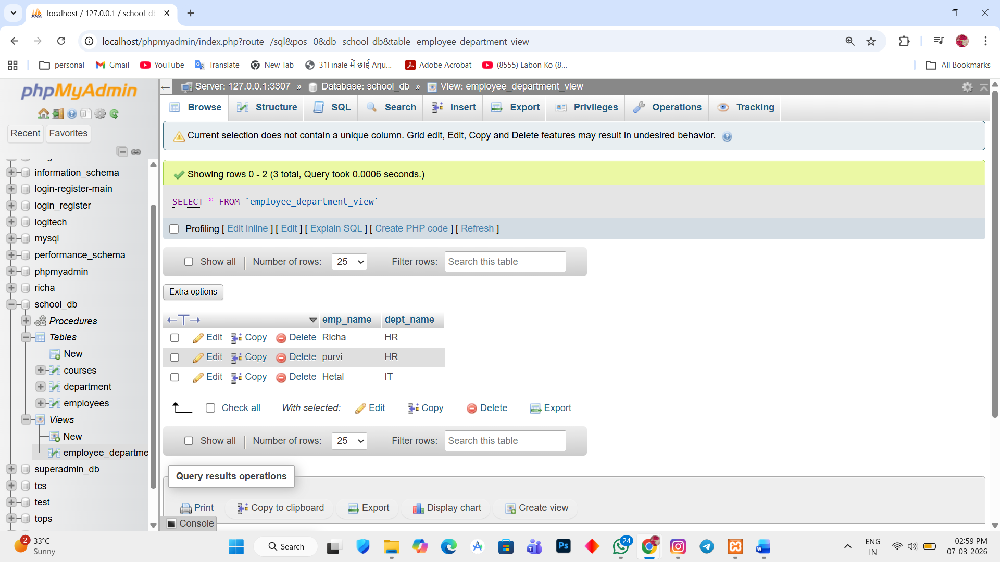 localhost / 127.0.0.1 / school_db
localhost/phpmyadmin/index.php?route=/sql&pos=0&db=school_db&table=employee_department_view
personal Gmail YouTube Translate New Tab 31Finale में छाई Arju... Adobe Acrobat (8555) Labon Ko (8... All Bookmarks
phpMyAdmin
Recent Favorites
information_schema
login-register-main
login_register
logitech
mysql
performance_schema
phpmyadmin
richa
school_db
Procedures
Tables
New
courses
department
employees
Views
New
employee_departme
superadmin_db
tcs
test
tops
Server: 127.0.0.1:3307 » Database: school_db » View: employee_department_view
Browse Structure SQL Search Insert Export Privileges Operations Tracking
Current selection does not contain a unique column. Grid edit, Edit, Copy and Delete features may result in undesired behavior.
Showing rows 0 - 2 (3 total, Query took 0.0006 seconds.)
SELECT * FROM `employee_department_view`
Profiling [ Edit inline ] [ Edit ] [ Explain SQL ] [ Create PHP code ] [ Refresh ]
Show all | Number of rows: 25 Filter rows: Search this table
Extra options
←T→ emp_name dept_name
Edit Copy Delete Richa HR
Edit Copy Delete purvi HR
Edit Copy Delete Hetal IT
Check all With selected: Edit Copy Delete Export
Show all | Number of rows: 25 Filter rows: Search this table
Query results operations
Print Copy to clipboard Export Display chart Create view
Console
2 33°C
Sunny
Search
Ps
24
W
ENG
IN
02:59 PM
07-03-2026